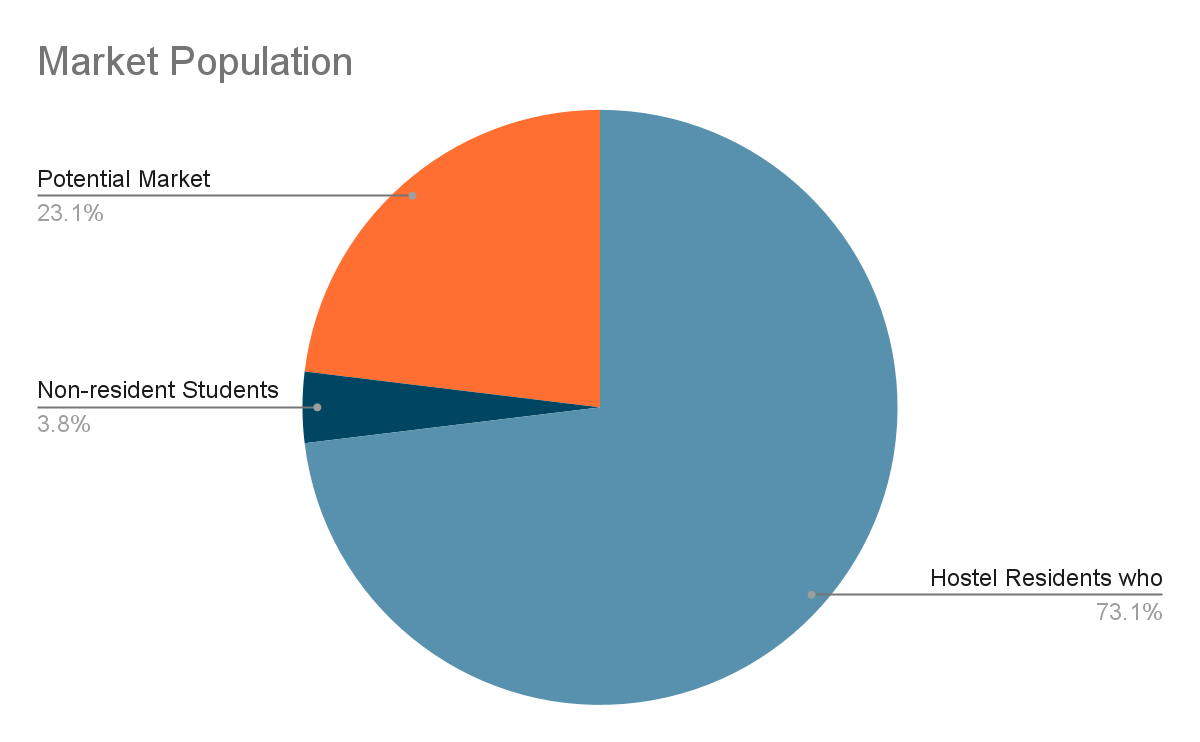 Market Population
Potential Market
23.1%
Non-resident Students
3.8%
Hostel Residents who
73.1%